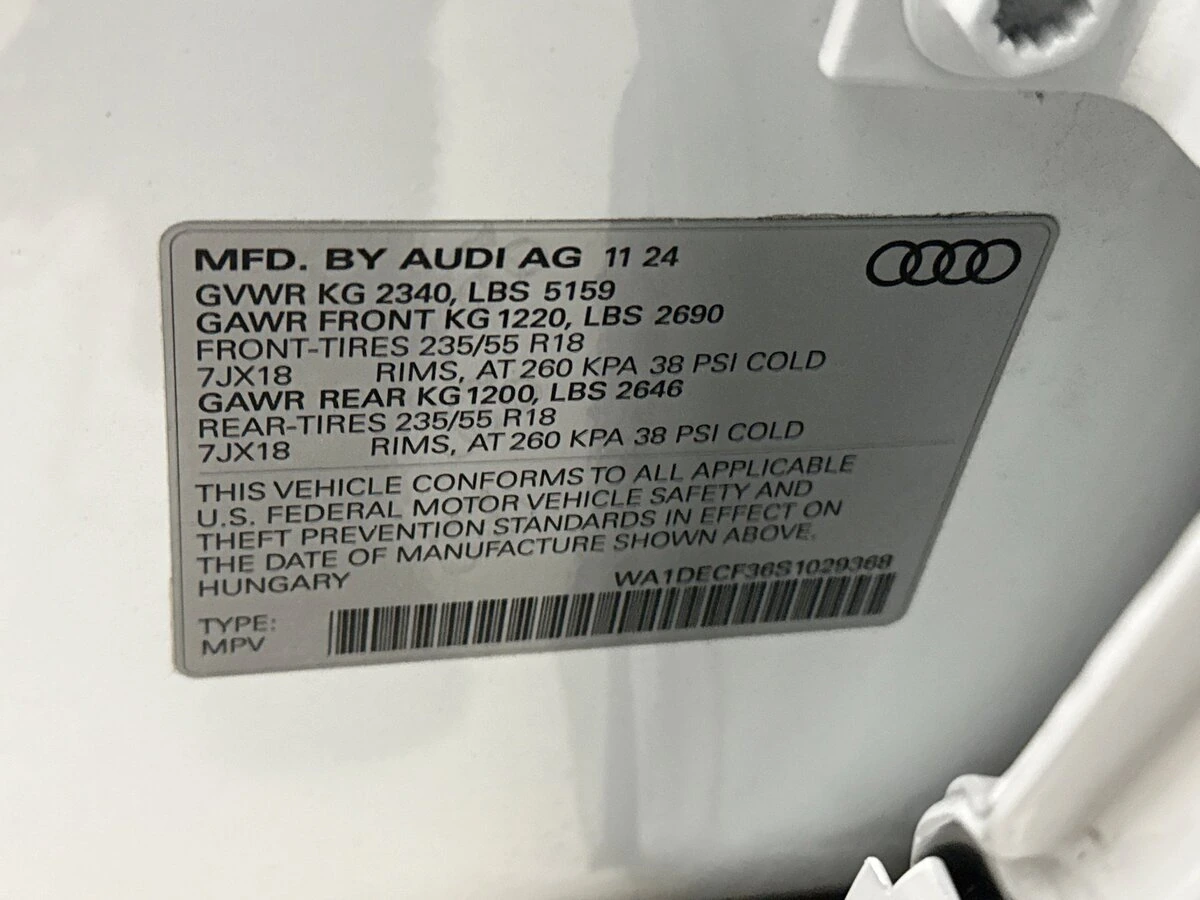 MFD. BY AUDI AG 11 24
GVWR KG 2340, LBS 5159
GAWR FRONT KG 1220, LBS 2690
FRONT-TIRES 235/55 R18
7JX18 RIMS, AT 260 KPA 38 PSI COLD
GAWR REAR KG 1200, LBS 2646
REAR-TIRES 235/55 R18
7JX18 RIMS, AT 260 KPA 38 PSI COLD
THIS VEHICLE CONFORMS TO ALL APPLICABLE
U.S. FEDERAL MOTOR VEHICLE SAFETY AND
THEFT PREVENTION STANDARDS IN EFFECT ON
THE DATE OF MANUFACTURE SHOWN ABOVE.
HUNGARY WA1DECF36S1029368
TYPE:
MPV